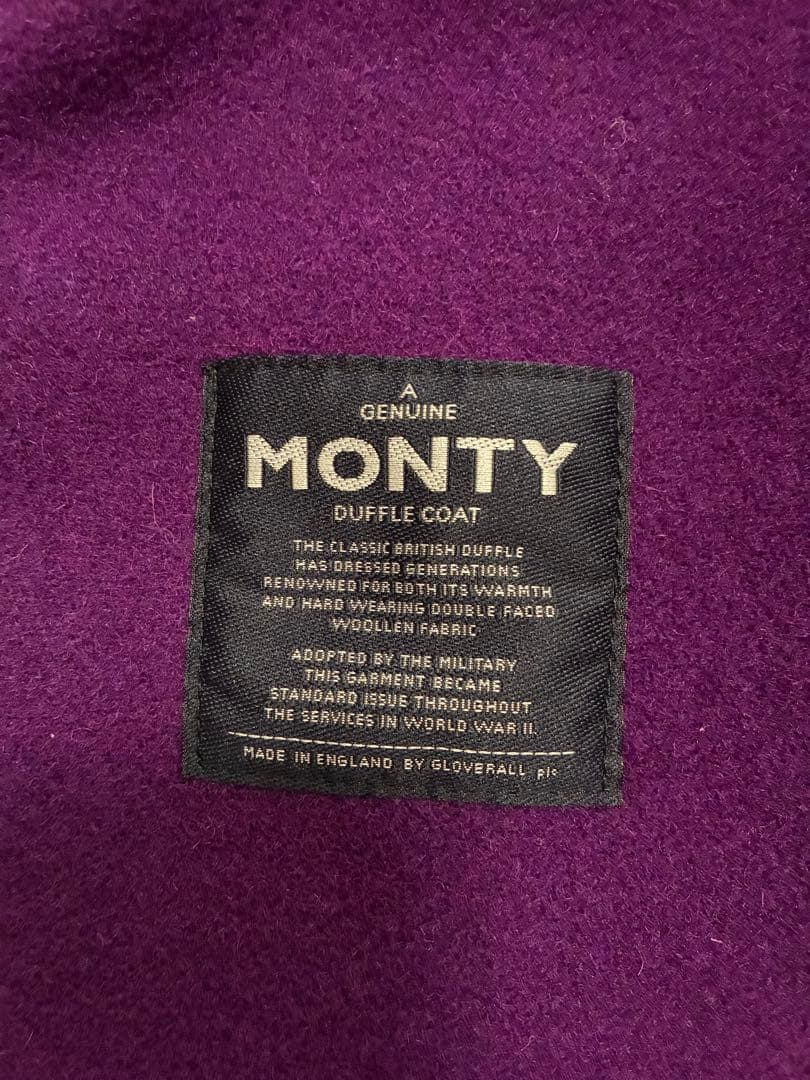 A
GENUINE
MONTY
DUFFLE COAT
THE CLASSIC BRITISH DUFFLE
HAS DRESSED GENERATIONS
RENOWNED FOR BOTH ITS WARMTH
AND HARD WEARING DOUBLE FACED
WOOLLEN FABRIC
ADOPTED BY THE MILITARY
THIS GARMENT BECAME
STANDARD ISSUE THROUGHOUT
THE SERVICES IN WORLD WAR II.
MADE IN ENGLAND BY GLOVERALL plc